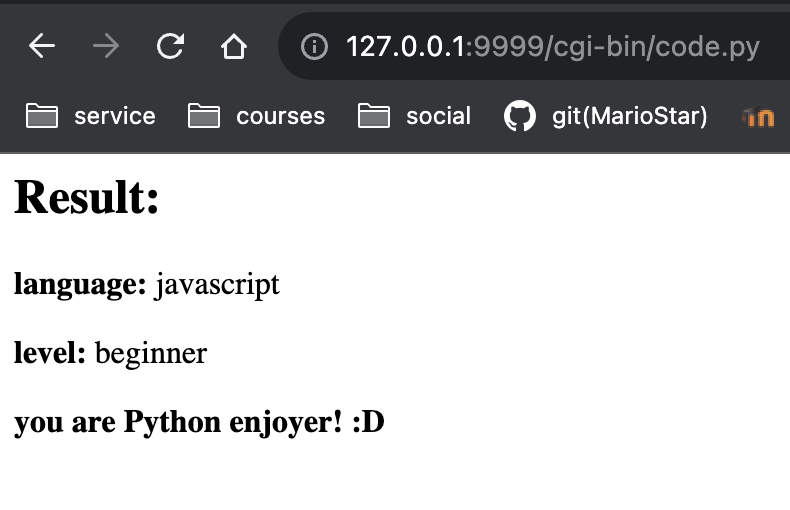 127.0.0.1:9999/cgi-bin/code.py
service courses social git(MarioStar)
Result:
language: javascript
level: beginner
you are Python enjoyer! :D